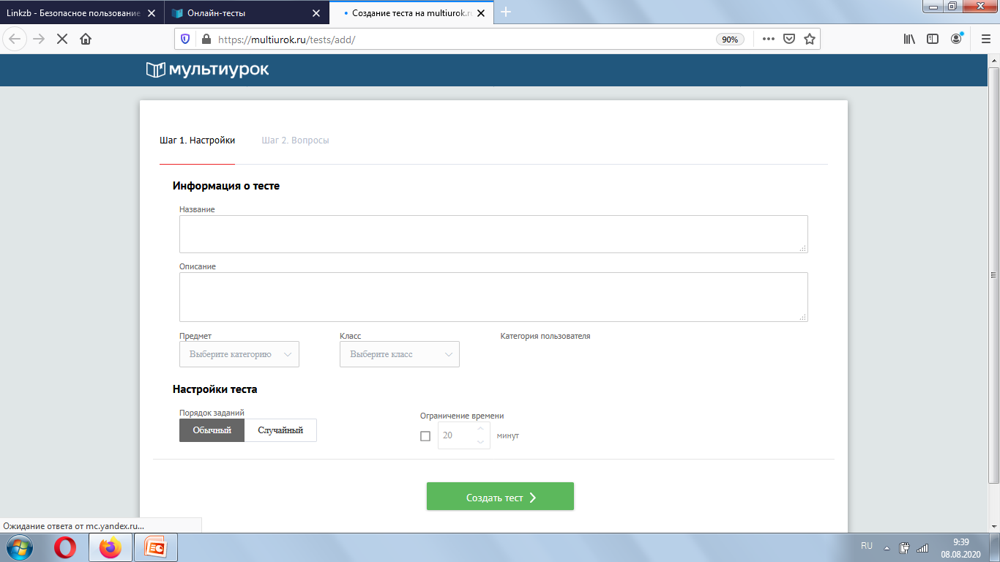 Linkzb - Безопасное пользование
Онлайн-тесты
Создание теста на multiurok.ru
https://multiurok.ru/tests/add/
90%
мультиурок
Шаг 1. Настройки
Шаг 2. Вопросы
Информация о тесте
Название
Описание
Предмет
Класс
Категория пользователя
Выберите категорию
Выберите класс
Настройки теста
Порядок заданий
Ограничение времени
Обычный
Случайный
20
минут
Создать тест
Ожидание ответа от mc.yandex.ru...
RU
9:39
08.08.2020